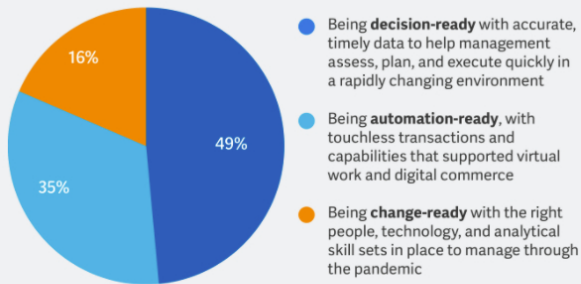 16%
49%
35%
Being decision-ready with accurate,
timely data to help management
assess, plan, and execute quickly in
a rapidly changing environment
Being automation-ready, with
touchless transactions and
capabilities that supported virtual
work and digital commerce
Being change-ready with the right
people, technology, and analytical
skill sets in place to manage through
the pandemic